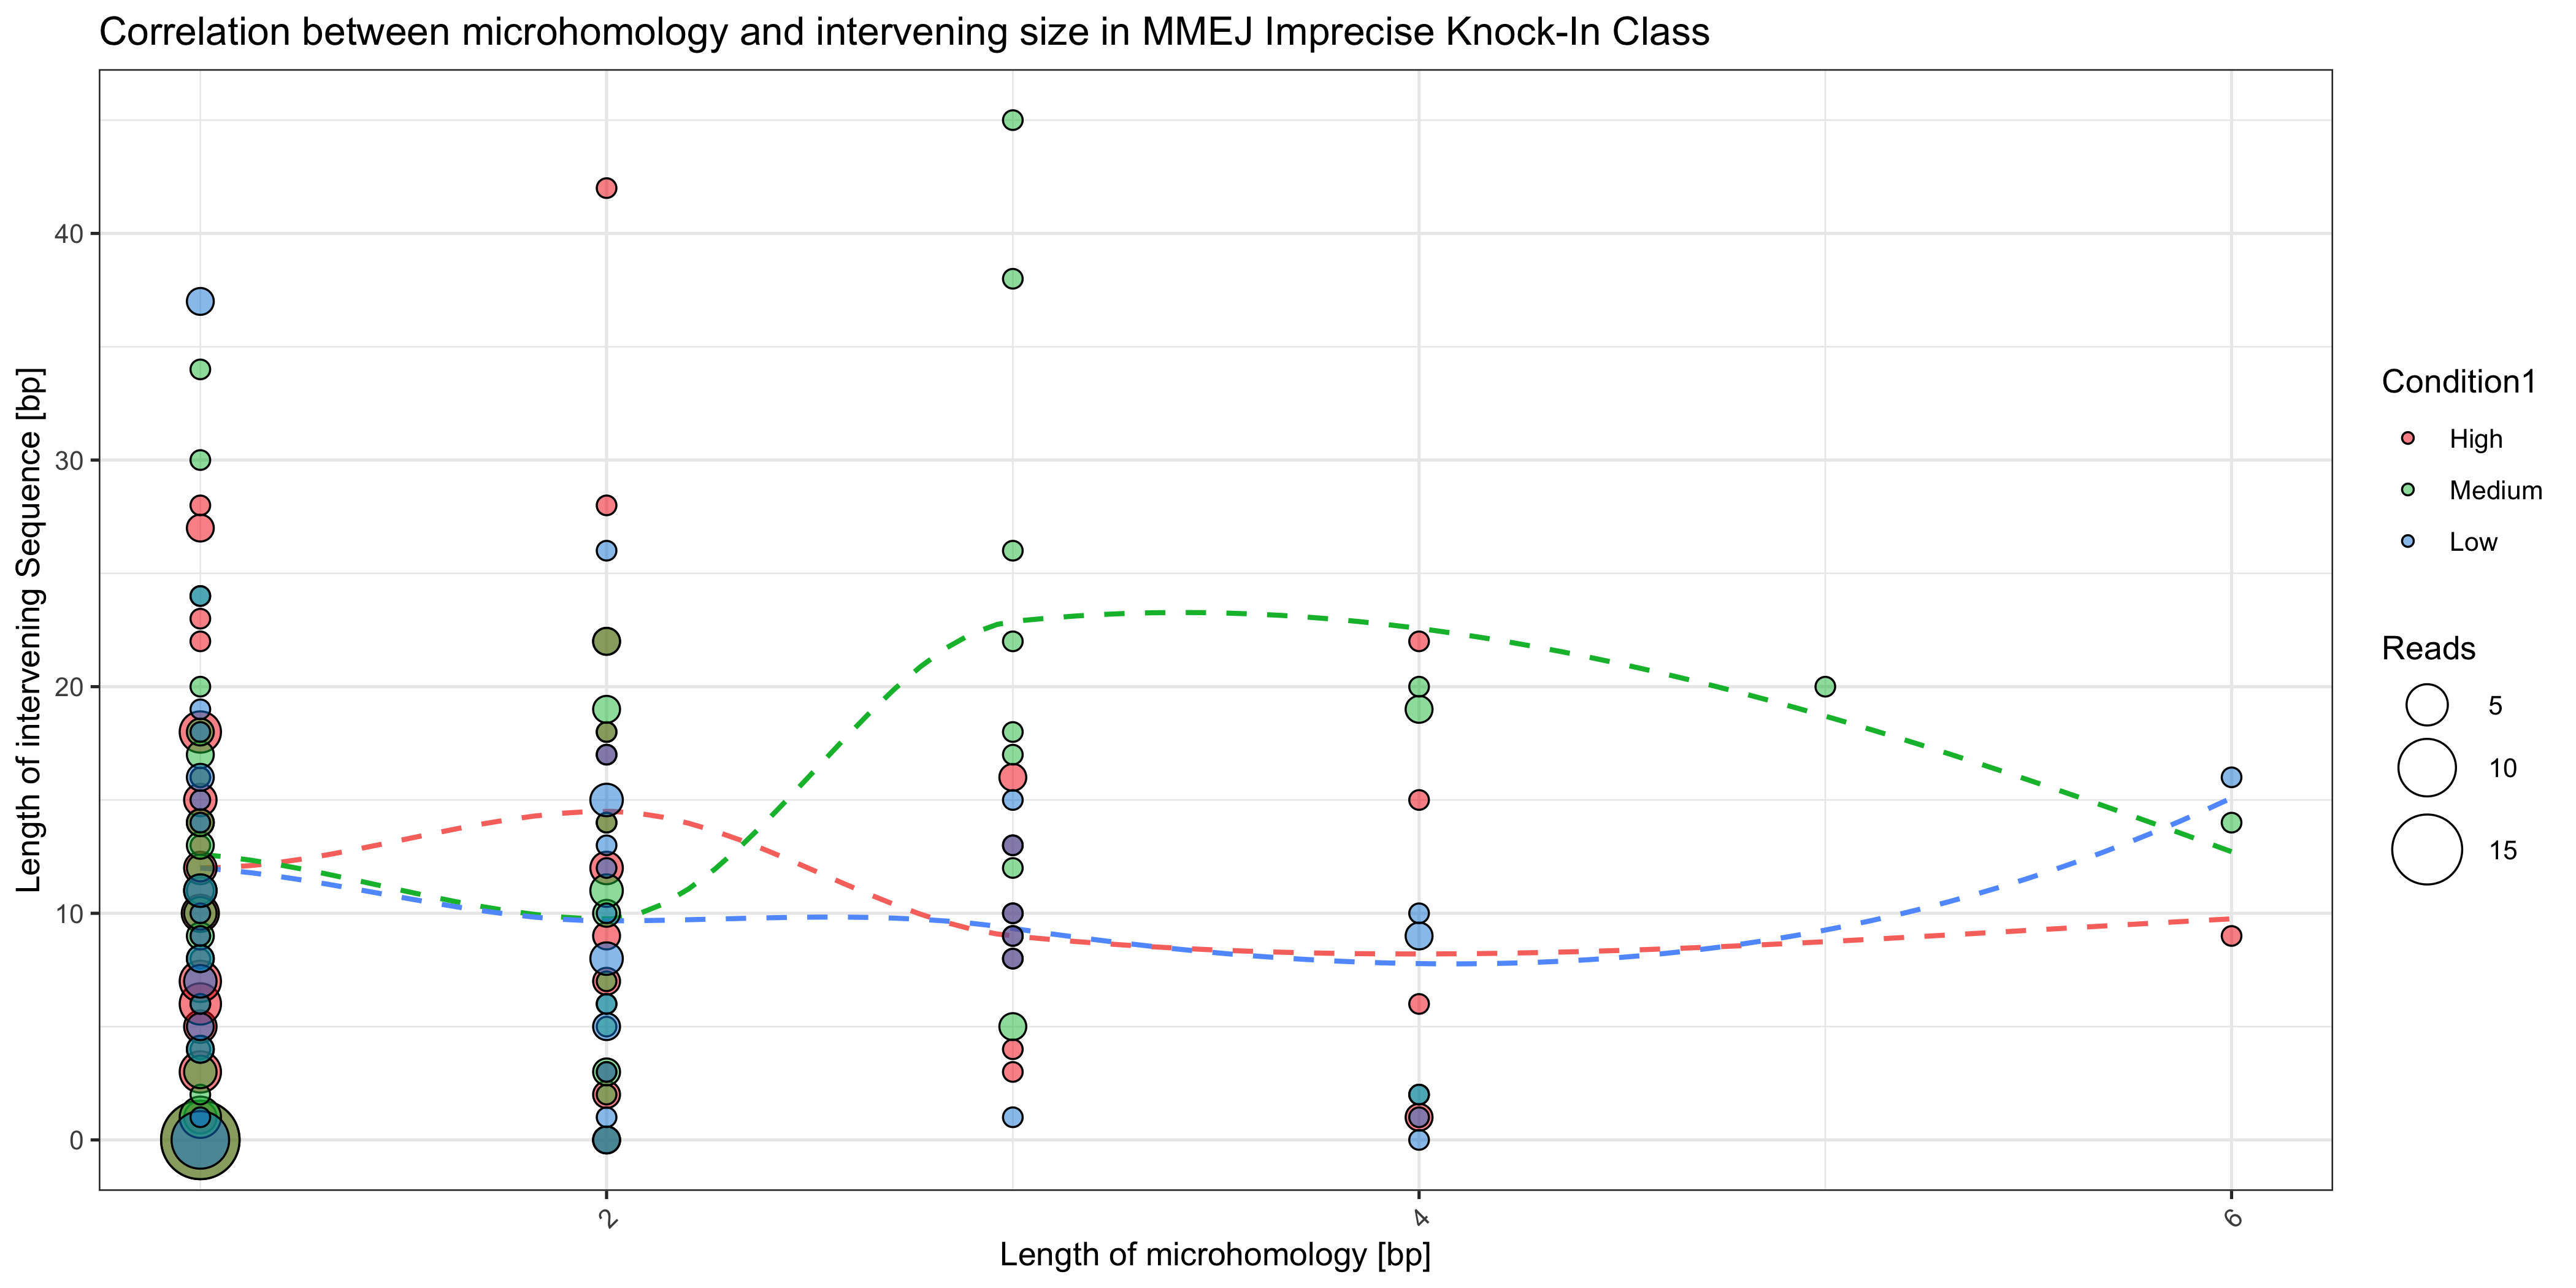 Correlation between microhomology and intervening size in MMEJ Imprecise Knock-In Class
Length of intervening Sequence [bp]
40
30
20
10
0
2
4
6
Length of microhomology [bp]
Condition1
High
Medium
Low
Reads
5
10
15